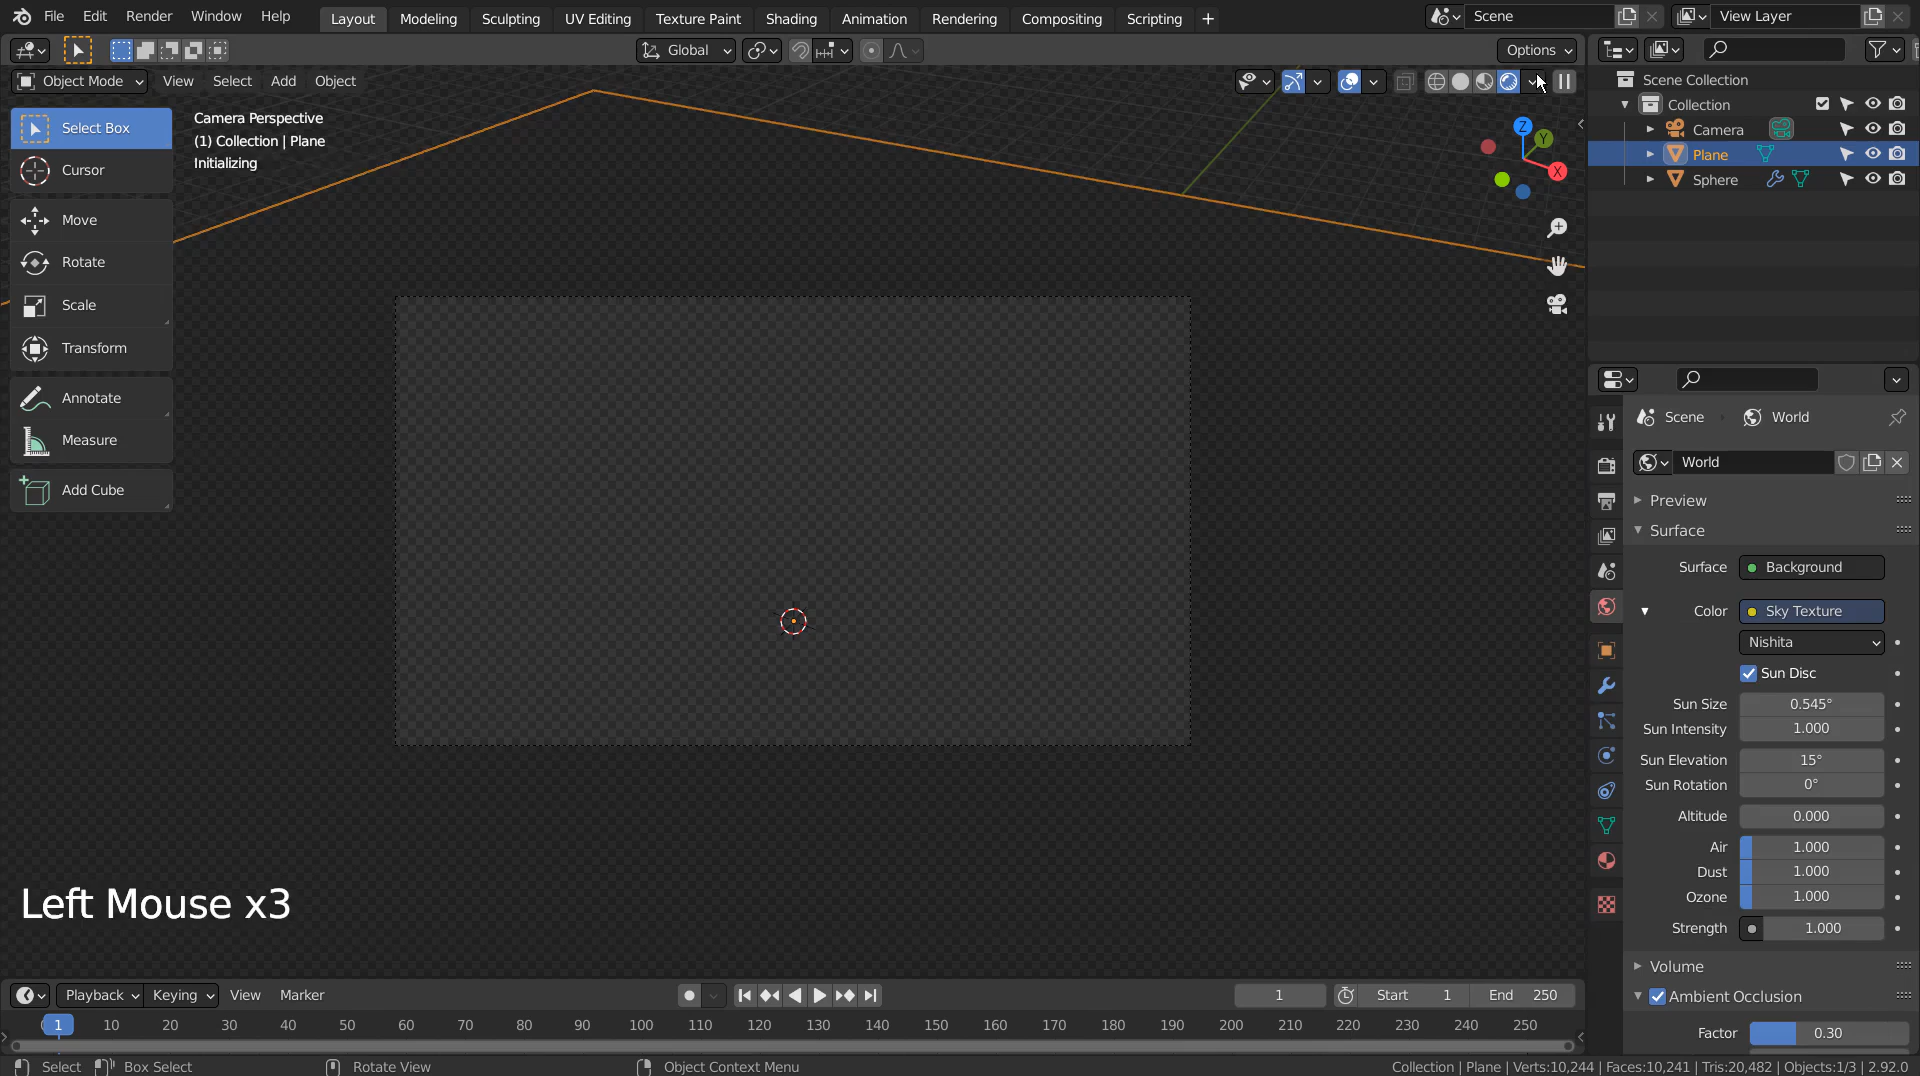 File Edit Render Window Help Layout Modeling Sculpting UV Editing Texture Paint Shading Animation Rendering Compositing Scripting + Scene View Layer
Global Options
Object Mode View Select Add Object
Scene Collection
Collection
Camera
Plane
Sphere
Select Box
Cursor
Move
Rotate
Scale
Transform
Annotate
Measure
Add Cube
Camera Perspective
(1) Collection | Plane
Initializing
Z
Y
X
Scene World
World
Preview
Surface
Surface Background
Color Sky Texture
Nishita
Sun Disc
Sun Size 0.545°
Sun Intensity 1.000
Sun Elevation 15°
Sun Rotation 0°
Altitude 0.000
Air 1.000
Dust 1.000
Ozone 1.000
Strength 1.000
Volume
Ambient Occlusion
Factor 0.30
Left Mouse x3
Playback Keying View Marker 1 Start 1 End 250
1 10 20 30 40 50 60 70 80 90 100 110 120 130 140 150 160 170 180 190 200 210 220 230 240 250
Select Box Select Rotate View Object Context Menu Collection | Plane | Verts:10,244 | Faces:10,241 | Tris:20,482 | Objects:1/3 | 2.92.0